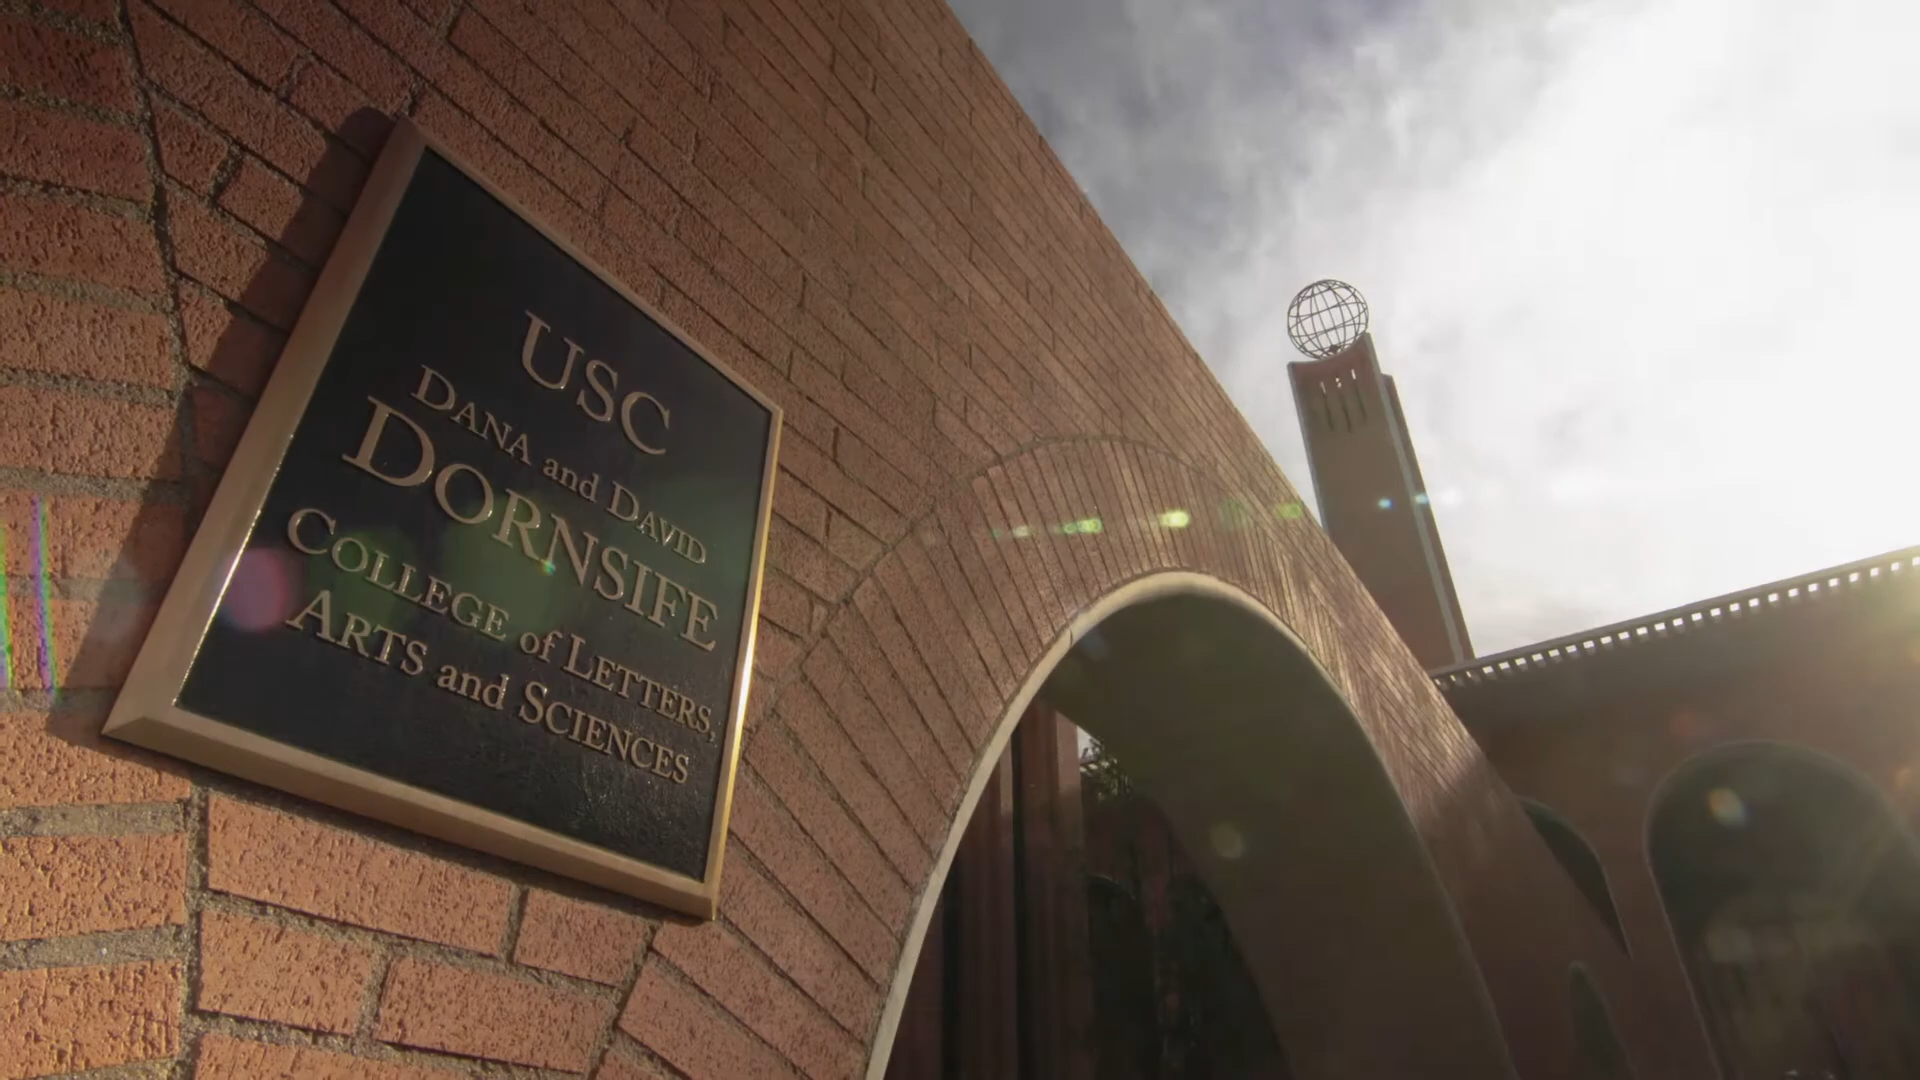 USC
DANA and DAVID
DORNSIFE
COLLEGE of LETTERS,
ARTS and SCIENCES